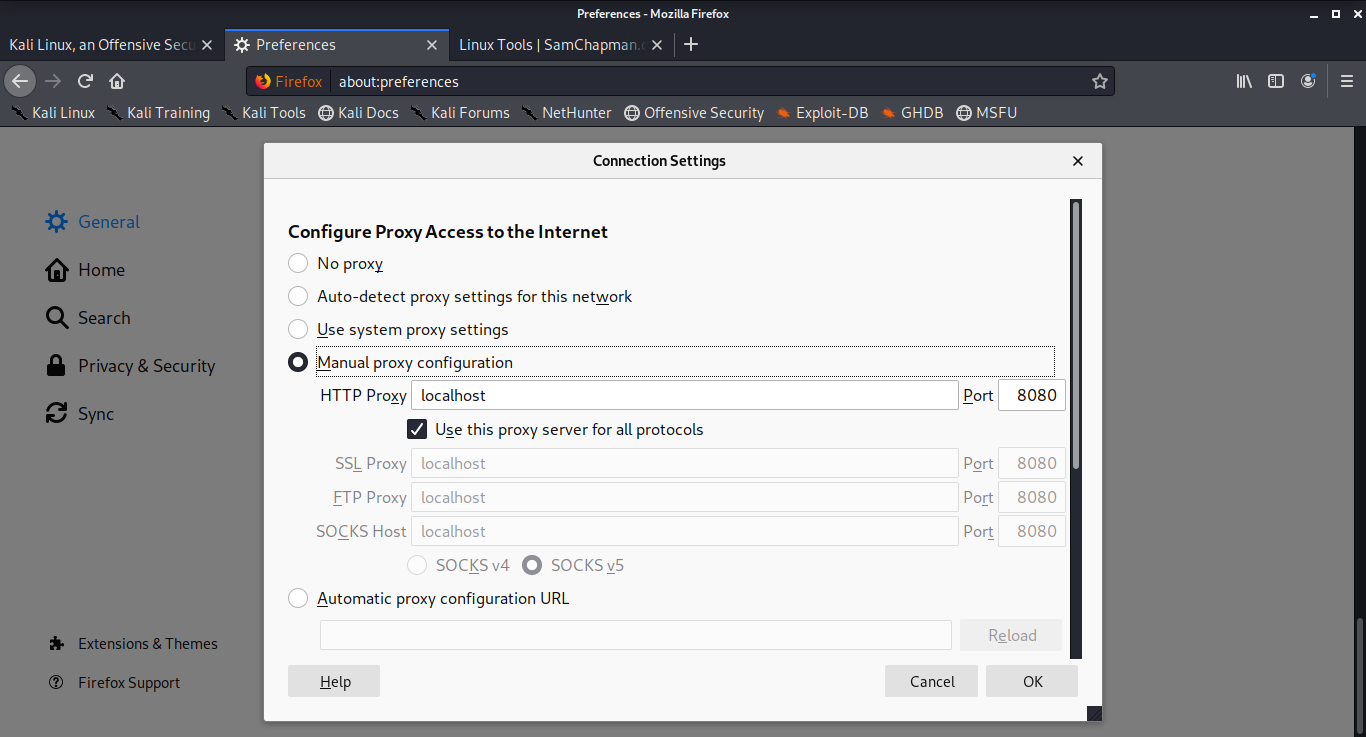 Preferences - Mozilla Firefox
Kali Linux, an Offensive Secu Preferences Linux Tools | SamChapman.
Firefox about:preferences
Kali Linux Kali Training Kali Tools Kali Docs Kali Forums NetHunter Offensive Security Exploit-DB GHDB MSFU
Connection Settings
General
Home
Search
Privacy & Security
Sync
Extensions & Themes
Firefox Support
Configure Proxy Access to the Internet
No proxy
Auto-detect proxy settings for this network
Use system proxy settings
Manual proxy configuration
HTTP Proxy localhost Port 8080
Use this proxy server for all protocols
SSL Proxy localhost Port 8080
FTP Proxy localhost Port 8080
SOCKS Host localhost Port 8080
SOCKS v4 SOCKS v5
Automatic proxy configuration URL
Reload
Help Cancel OK